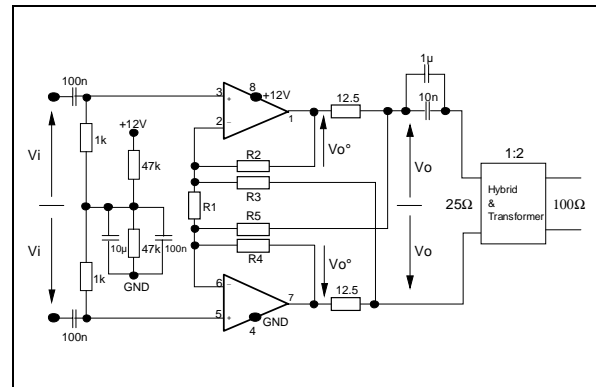 1µ
100n
10n
8
+12V
3
+
12.5
1
+12V
2
−
Vi
1k
Vo°
Vo
1:2
47k
R2
R3
Hybrid
&
Transformer
25Ω
100Ω
R1
R5
R4
10µ
47k
100n
Vi
Vo°
Vo
1k
GND
6
−
12.5
7
5
+
GND
4
100n